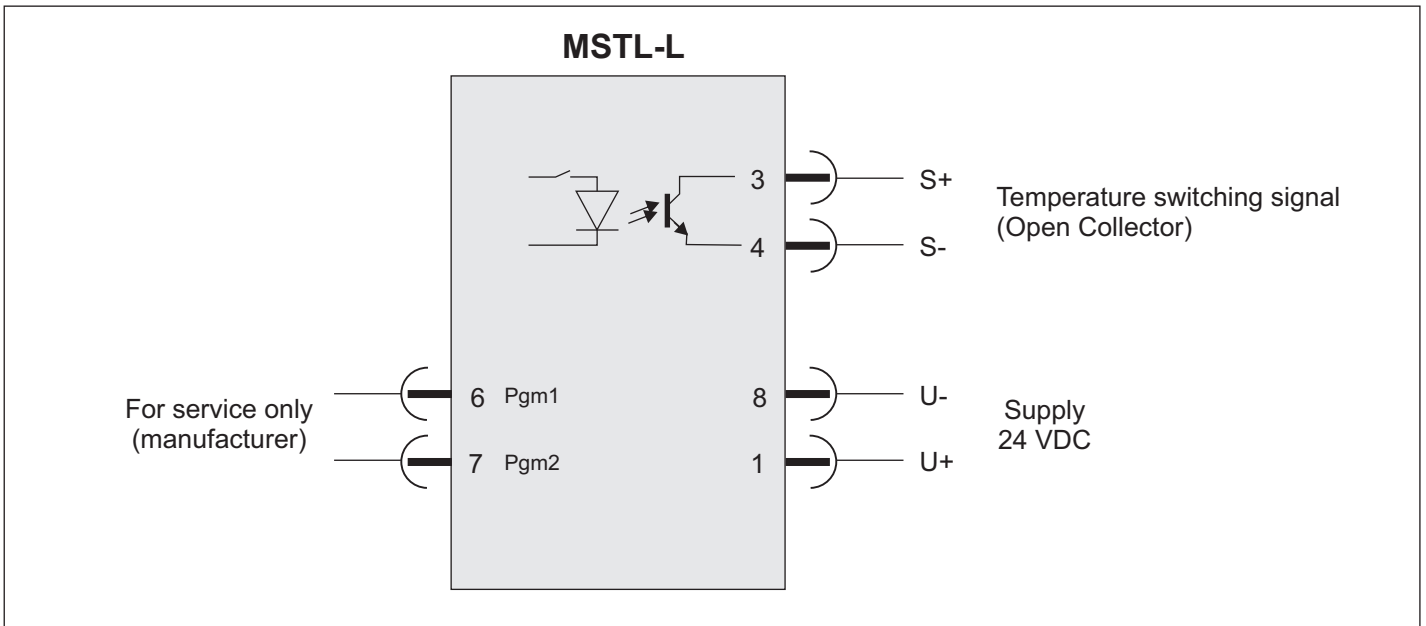 MSTL-L
3
S+
Temperature switching signal
(Open Collector)
4
S-
For service only
(manufacturer)
6 Pgm1
7 Pgm2
8
U-
1
U+
Supply
24 VDC